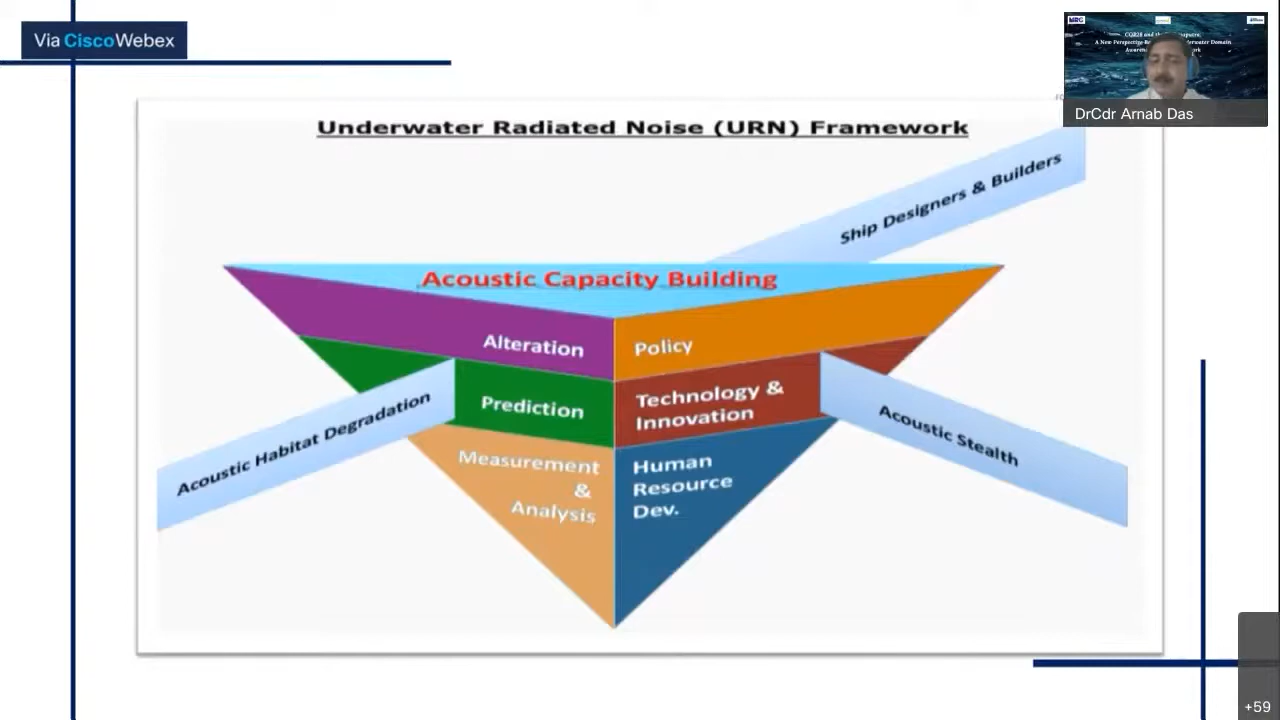 Via CiscoWebex
MRC
DrCdr Arnab Das
Underwater Radiated Noise (URN) Framework
Ship Designers & Builders
Acoustic Capacity Building
Alteration
Policy
Prediction
Technology &
Innovation
Acoustic Habitat Degradation
Acoustic Stealth
Measurement
&
Analysis
Human
Resource
Dev.
+59